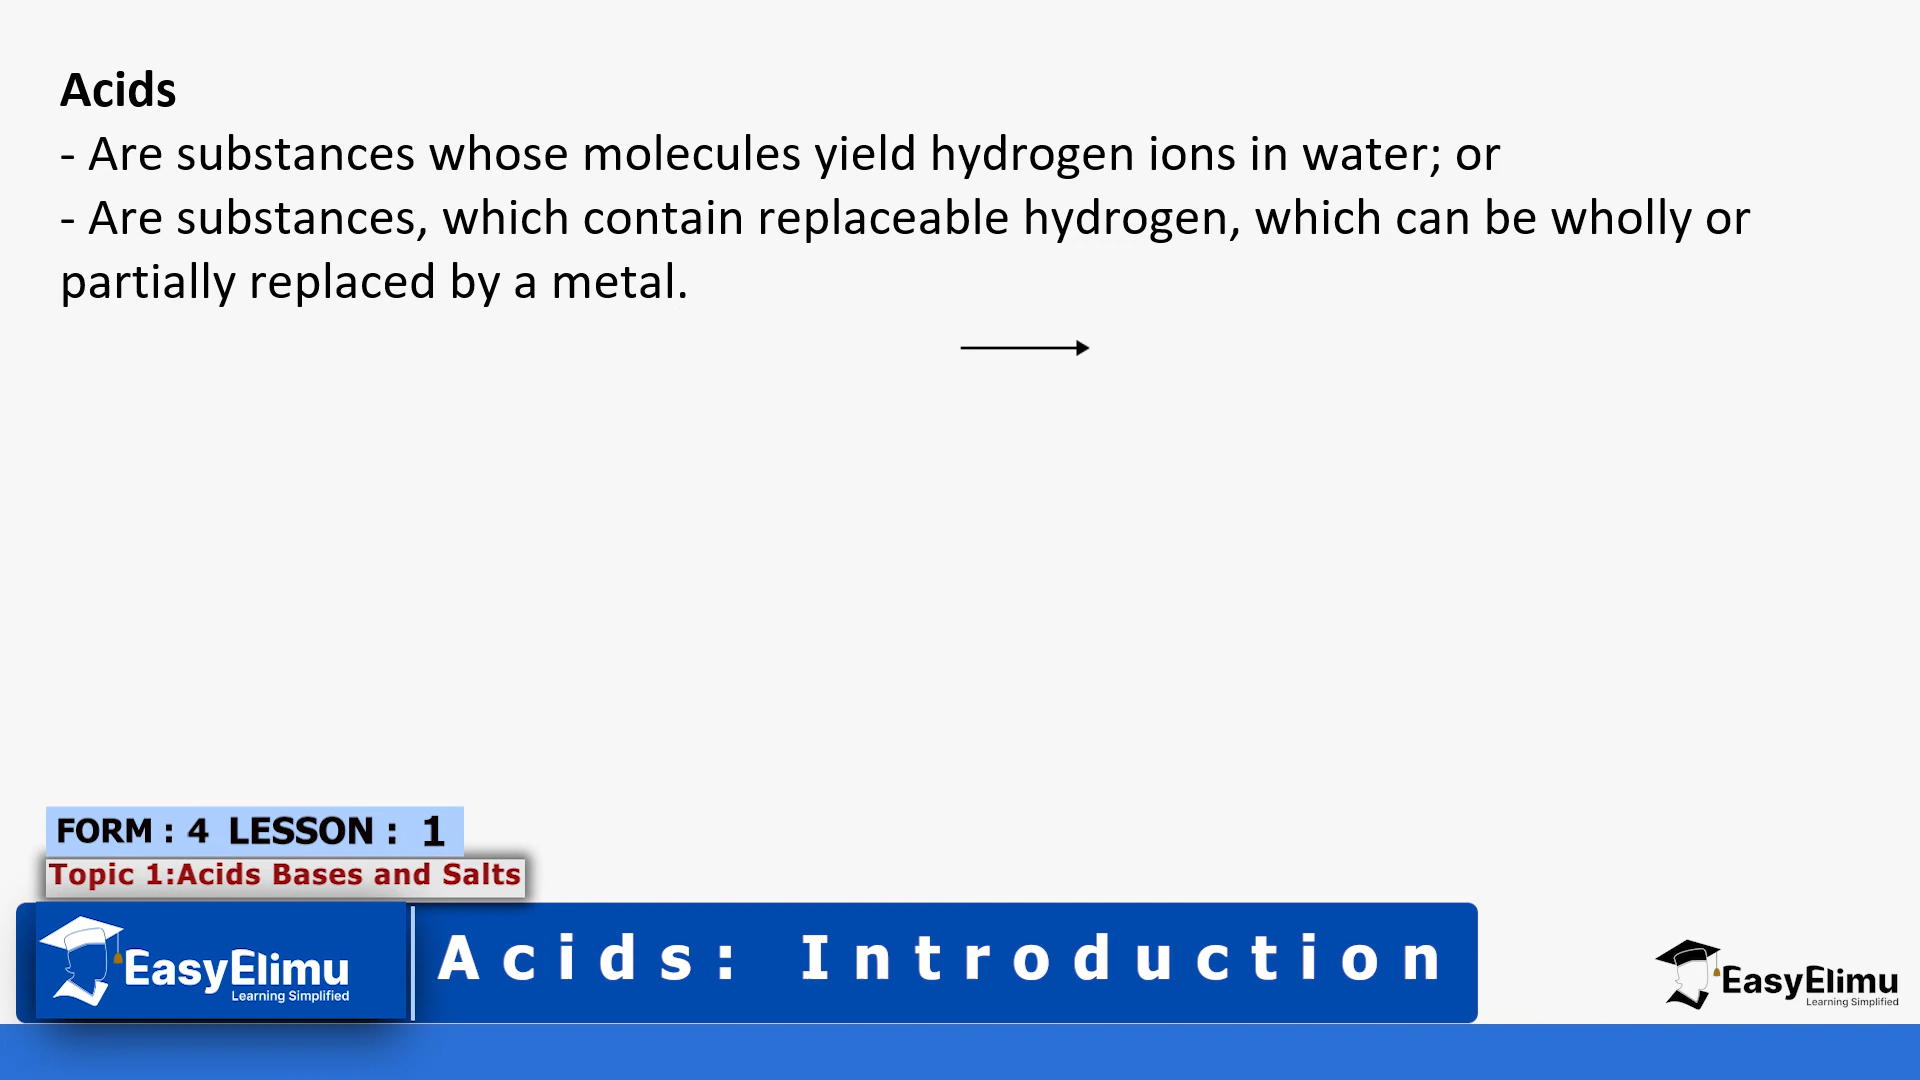 Acids
- Are substances whose molecules yield hydrogen ions in water; or
- Are substances, which contain replaceable hydrogen, which can be wholly or
partially replaced by a metal.
FORM : 4 LESSON : 1
Topic 1:Acids Bases and Salts
EasyElimu
Learning Simplified
Acids: Introduction
EasyElimu
Learning Simplified